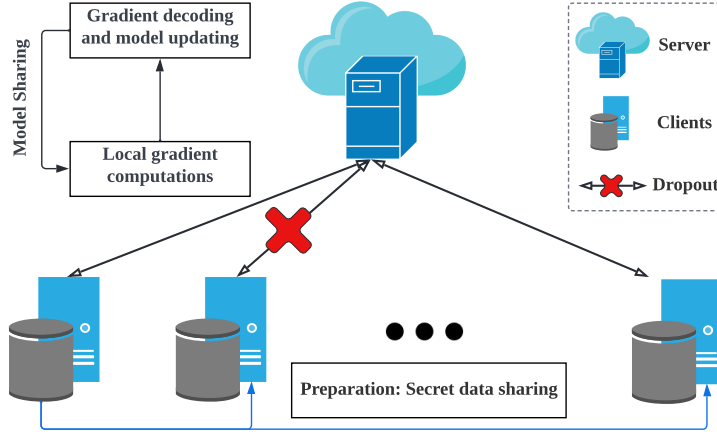 Gradient decoding
and model updating
Model Sharing
Local gradient
computations
Server
Clients
Dropout
Preparation: Secret data sharing